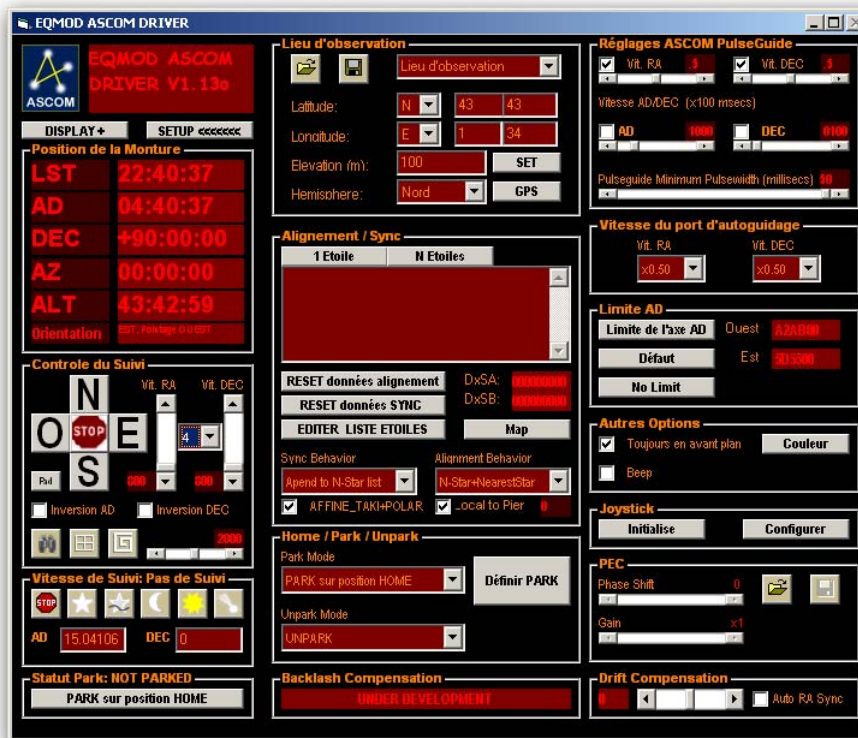 EQMOD ASCOM DRIVER
EQMOD ASCOM
DRIVER V1.13o
ASCOM
DISPLAY +
SETUP <<<<<<<
Position de la Monture
LST 22:40:37
AD 04:40:37
DEC +90:00:00
AZ 00:00:00
ALT 43:42:59
Orientation EST, Pointage OUEST
Controle du Suivi
N
Vit. RA Vit. DEC
O STOP E 4
S
Pad 800 800
Inversion AD Inversion DEC
2000
Vitesse de Suivi: Pas de Suivi
STOP
AD 15.04106 DEC 0
Statut Park: NOT PARKED
PARK sur position HOME
Lieu d'observation
Lieu d'observation
Latitude: N 43 43
Longitude: E 1 34
Elevation (m): 100 SET
Hemisphere: Nord GPS
Alignement / Sync
1 Etoile N Etoiles
RESET données alignement DxSA: 000000000
RESET données SYNC DxSB: 000000000
EDITER LISTE ETOILES Map
Sync Behavior Alignment Behavior
Apend to N-Star list N-Star+NearestStar
AFFINE_TAKI+POLAR Local to Pier 0
Home / Park / Unpark
Park Mode
PARK sur position HOME Définir PARK
Unpark Mode
UNPARK
Backlash Compensation
UNDER DEVELOPMENT
Réglages ASCOM PulseGuide
Vit. RA .5 Vit. DEC .5
Vitesse AD/DEC (x100 msecs)
AD 1000 DEC 0100
Pulseguide Minimum Pulsewidth (millisecs) 50
Vitesse du port d'autoguidage
Vit. RA Vit. DEC
x0.50 x0.50
Limite AD
Limite de l'axe AD Ouest A2AB00
Défaut Est 5D5500
No Limit
Autres Options
Toujours en avant plan Couleur
Beep
Joystick
Initialise Configurer
PEC
Phase Shift 0
Gain x1
Drift Compensation
0 Auto RA Sync